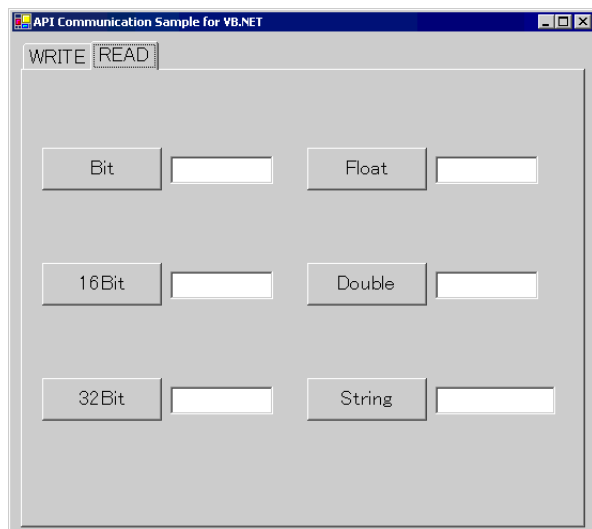 API Communication Sample for VB.NET
WRITE READ
Bit Float
16Bit Double
32Bit String